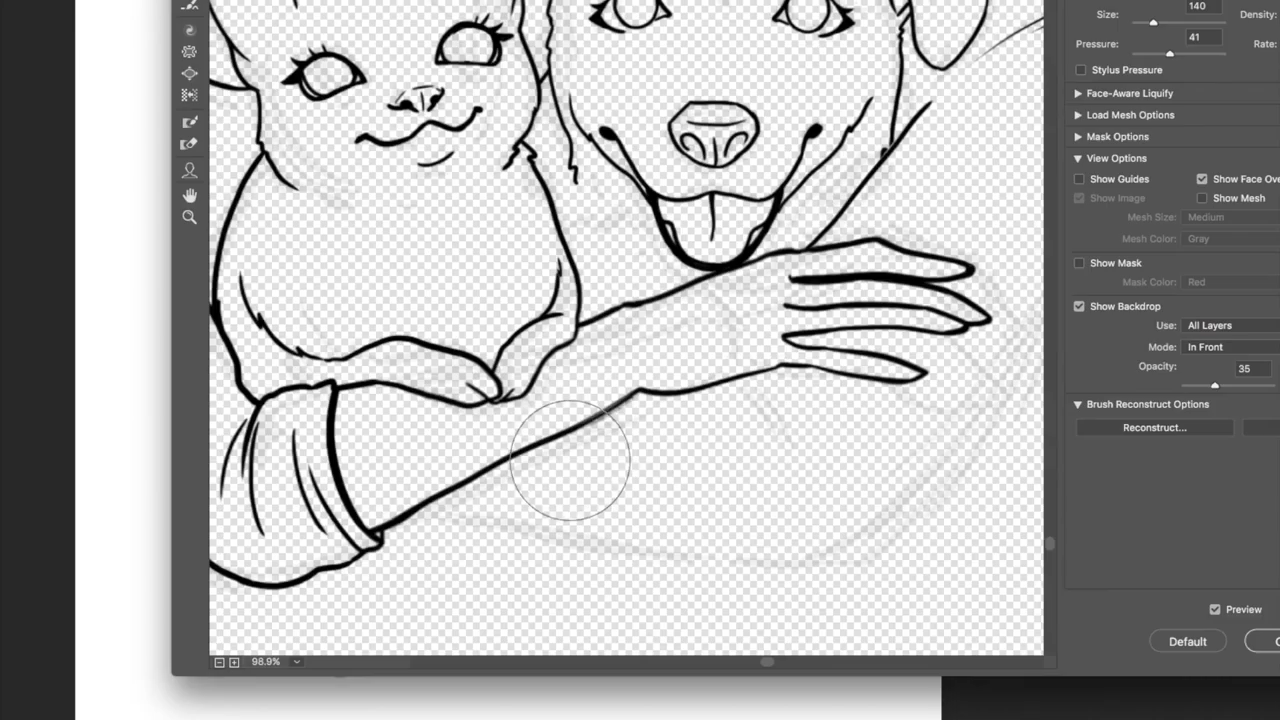 Size: 140 Density:
Pressure: 41 Rate:
Stylus Pressure
Face-Aware Liquify
Load Mesh Options
Mask Options
View Options
Show Guides Show Face Ove
Show Image Show Mesh
Mesh Size: Medium
Mesh Color: Gray
Show Mask
Mask Color: Red
Show Backdrop
Use: All Layers
Mode: In Front
Opacity: 35
Brush Reconstruct Options
Reconstruct...
Preview
Default
98.9%